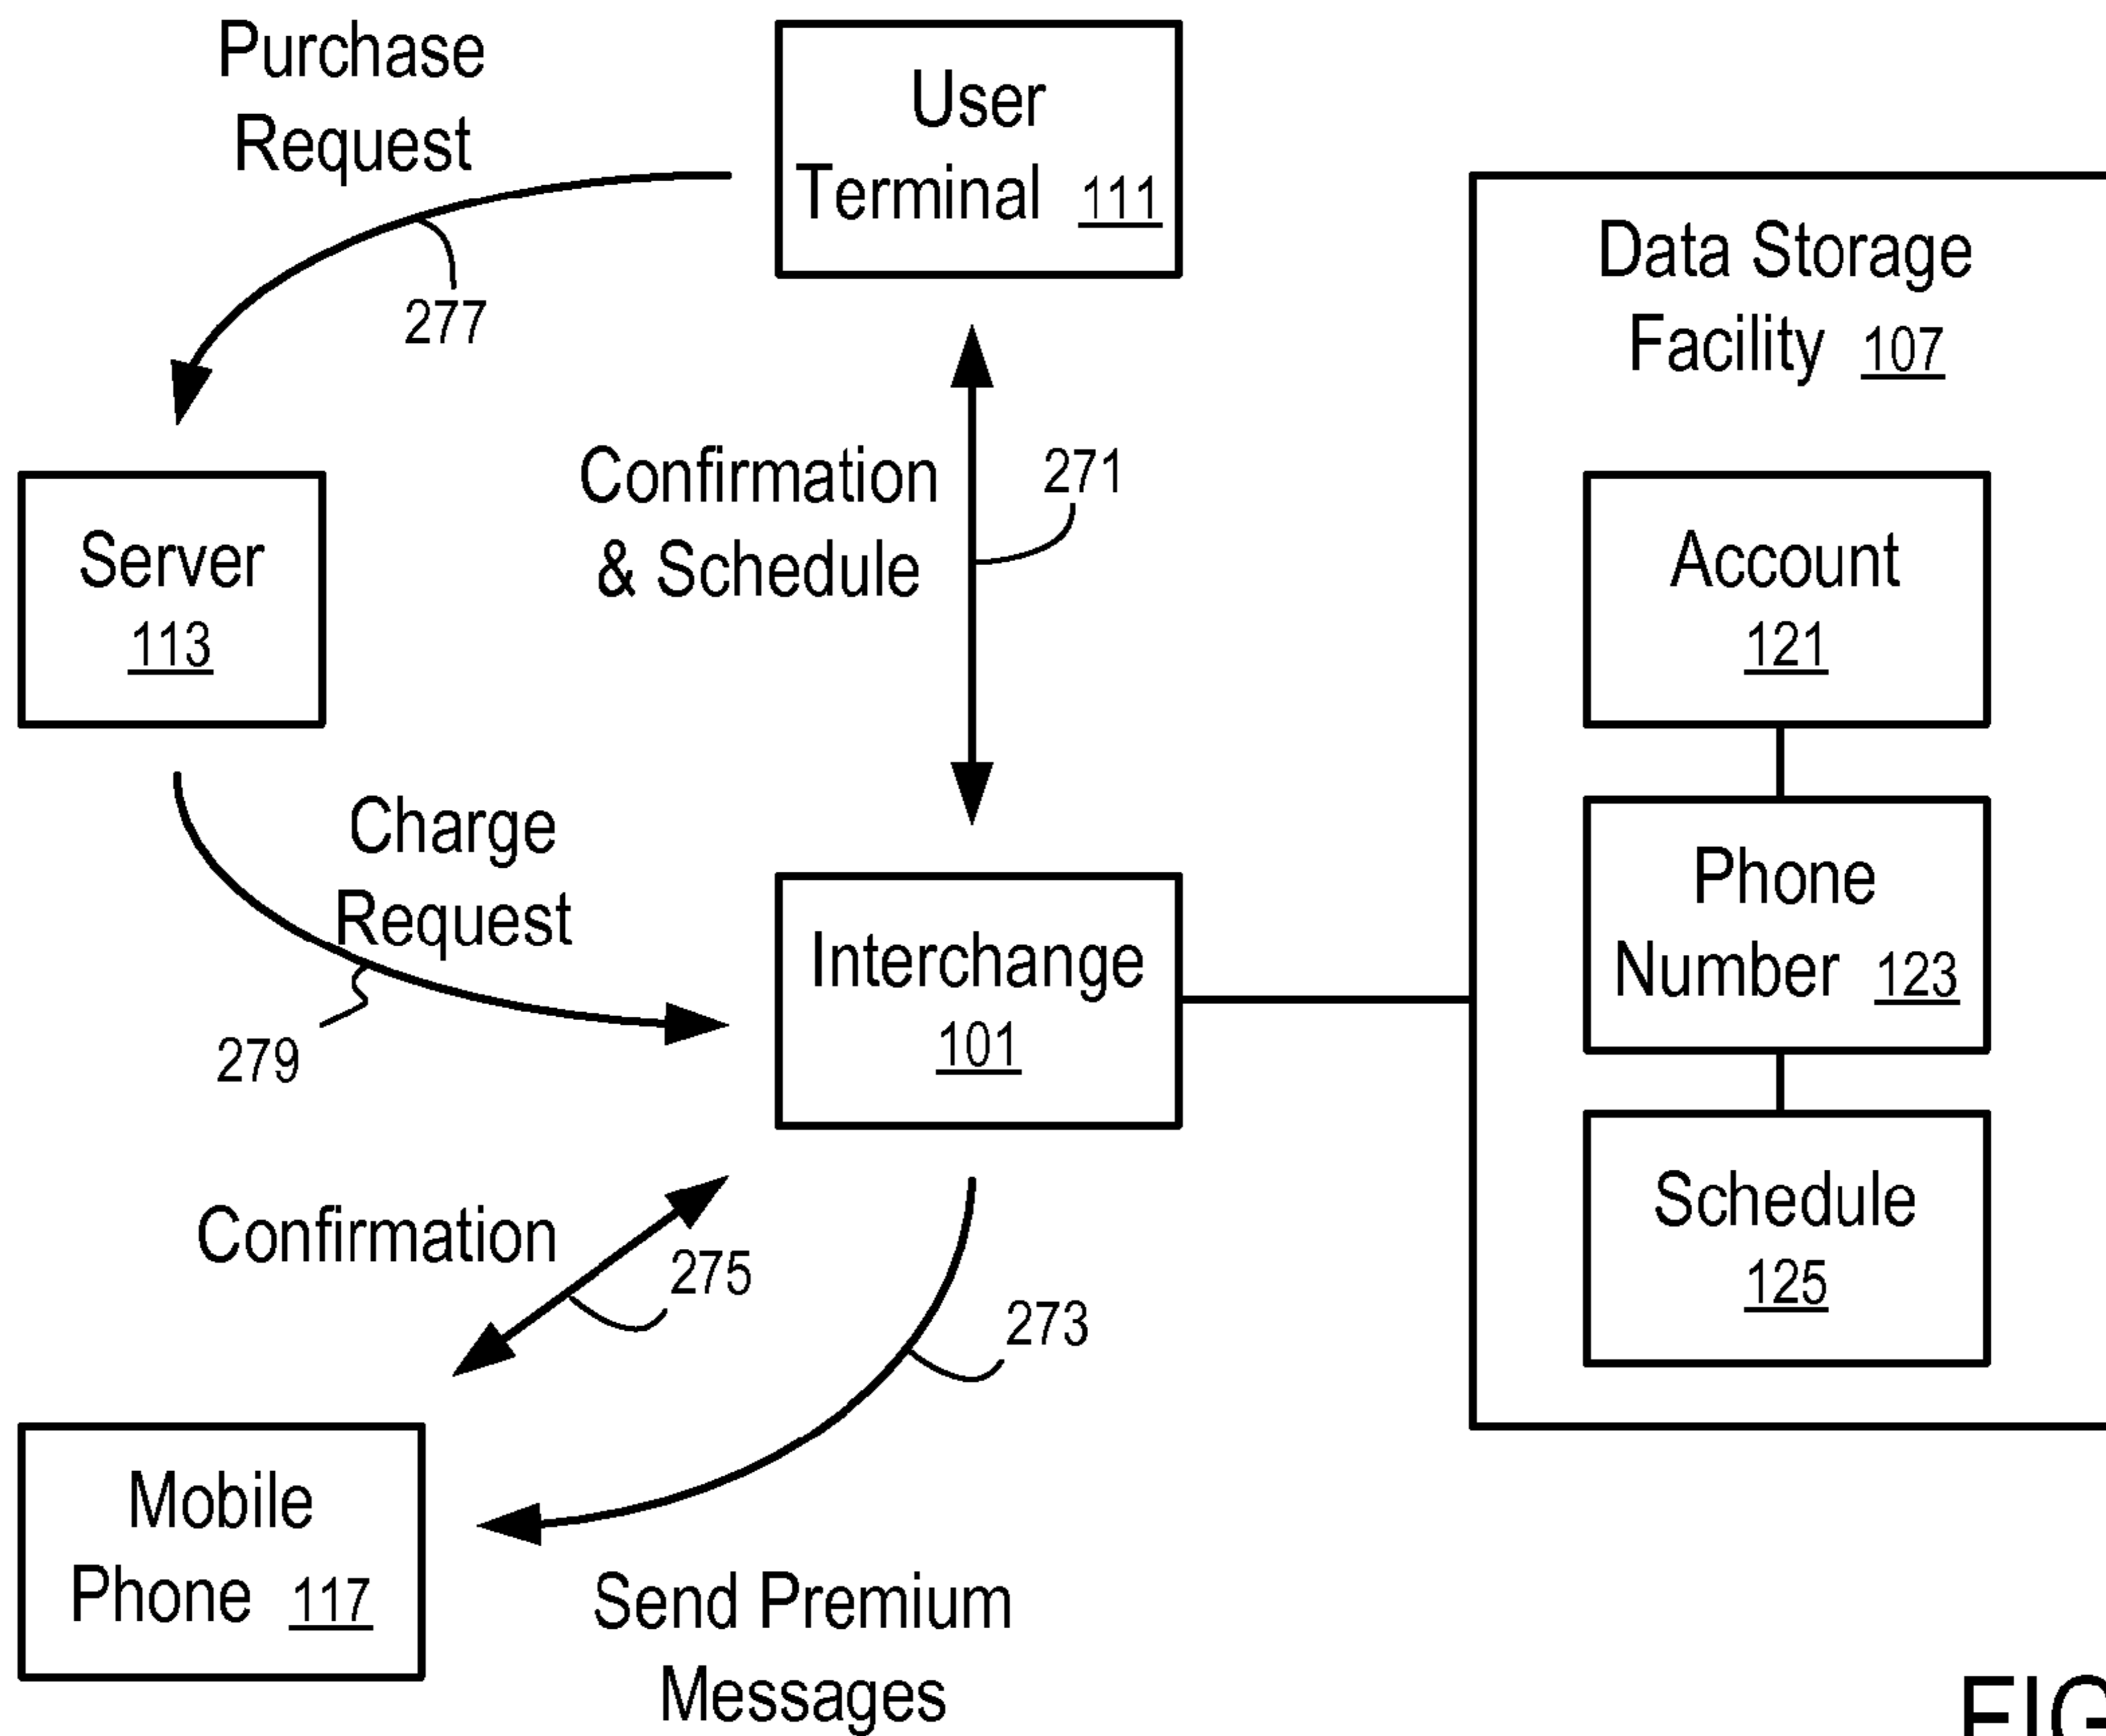 Purchase
Request
277
User
Terminal 111
Data Storage
Facility 107
Confirmation
& Schedule
271
Server
113
Account
121
Charge
Request
279
Interchange
101
Phone
Number 123
Confirmation
275
273
Schedule
125
Mobile
Phone 117
Send Premium
Messages
FIG